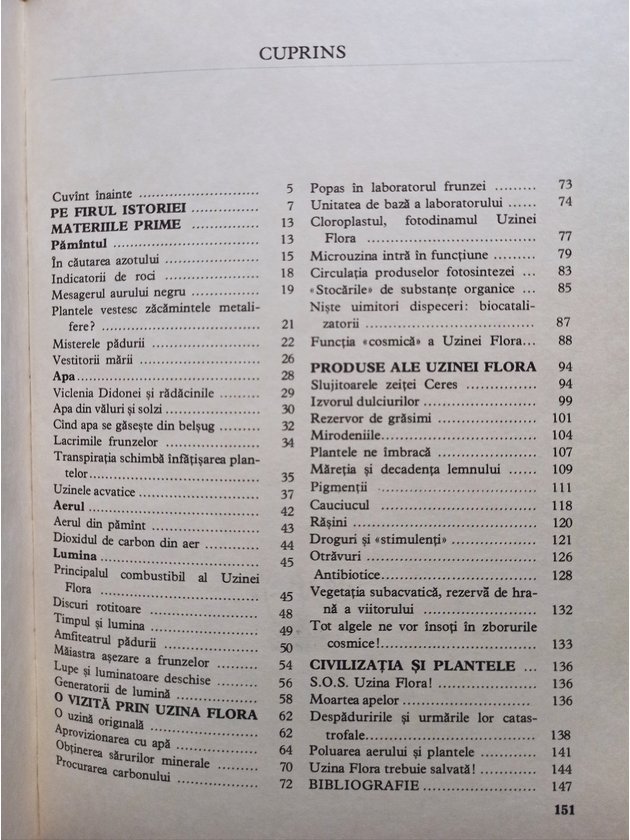 CUPRINS
Cuvînt înainte ........................... 5
PE FIRUL ISTORIEI ............... 7
MATERIILE PRIME ............... 13
Pămîntul ................................. 13
În căutarea azotului ................. 15
Indicatorii de roci .................... 18
Mesagerul aurului negru ........... 19
Plantele vestesc zăcămintele metali-
fere? ..................................... 21
Misterele pădurii ..................... 22
Vestitorii mării ....................... 26
Apa ....................................... 28
Viclenia Didonei și rădăcinile ..... 29
Apa din văluri și solzi .............. 30
Cind apa se găsește din belșug ... 32
Lacrimile frunzelor .................. 34
Transpirația schimbă înfățișarea plan-
telor ..................................... 35
Uzinele acvatice ...................... 37
Aerul ..................................... 42
Aerul din pămînt ..................... 43
Dioxidul de carbon din aer ........ 44
Lumina .................................. 45
Principalul combustibil al Uzinei
Flora ..................................... 45
Discuri rotitoare ...................... 48
Timpul și lumina ..................... 49
Amfiteatrul pădurii .................. 50
Măiastra așezare a frunzelor ...... 54
Lupe și luminatoare deschise ..... 56
Generatorii de lumină ............... 58
O VIZITĂ PRIN UZINA FLORA 62
O uzină originală ..................... 62
Aprovizionarea cu apă .............. 64
Obținerea sărurilor minerale ...... 70
Procurarea carbonului ............... 72
Popas în laboratorul frunzei ......... 73
Unitatea de bază a laboratorului ...... 74
Cloroplastul, fotodinamul Uzinei
Flora ..................................... 77
Microuzina intră în funcțiune ...... 79
Circulația produselor fotosintezei ... 83
«Stocările» de substanțe organice ... 85
Niște uimitori dispeceri: biocatali-
zatorii ................................... 87
Funcția «cosmică» a Uzinei Flora... 88
PRODUSE ALE UZINEI FLORA 94
Slujitoarele zeiței Ceres ............ 94
Izvorul dulciurilor .................... 99
Rezervor de grăsimi ................. 101
Mirodeniile ............................. 104
Plantele ne îmbracă ................. 107
Măreția și decadența lemnului ...... 109
Pigmenții ............................... 111
Cauciucul ............................... 118
Rășini .................................... 120
Droguri și «stimulenți» ............. 121
Otrăvuri ................................. 126
Antibiotice .............................. 128
Vegetația subacvatică, rezervă de hra-
nă a viitorului ........................ 132
Tot algele ne vor însoți în zborurile
cosmice! ................................ 133
CIVILIZAȚIA ȘI PLANTELE ... 136
S.O.S. Uzina Flora! ................. 136
Moartea apelor ........................ 136
Despăduririle și urmările lor catas-
trofale ................................... 138
Poluarea aerului și plantele ........ 141
Uzina Flora trebuie salvată! ....... 144
BIBLIOGRAFIE ..................... 147
151